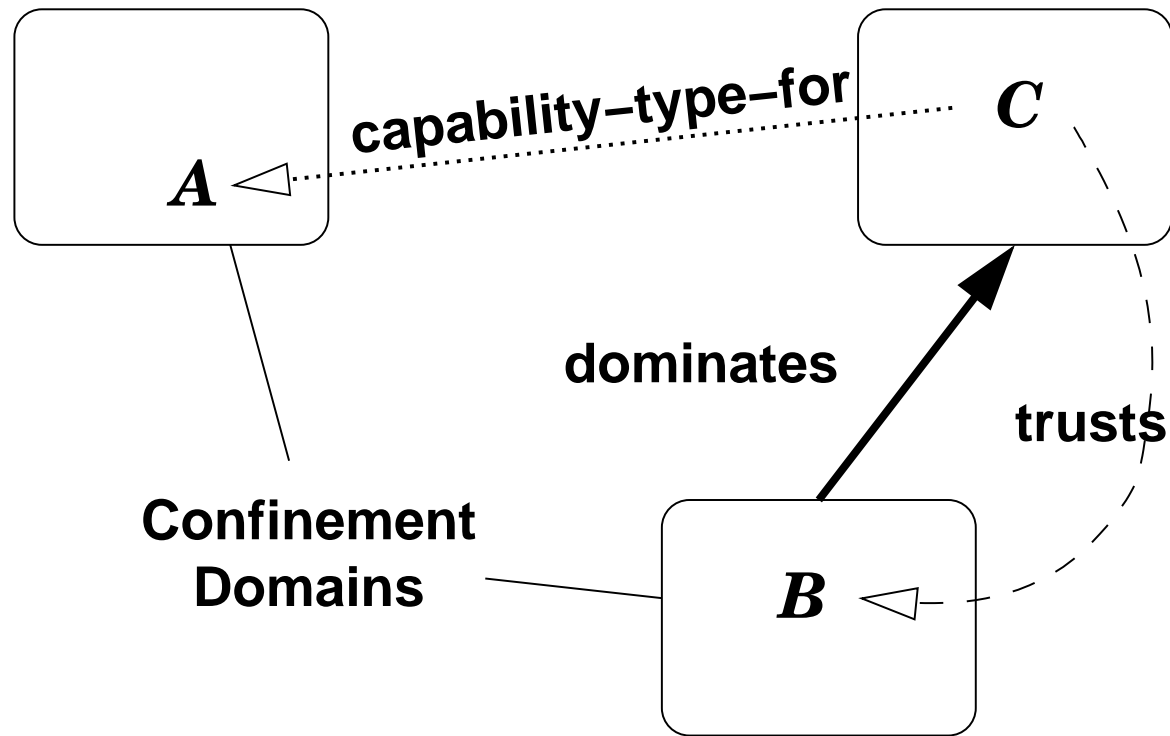 capability–type–for
C
A
dominates
trusts
Confinement
Domains
B